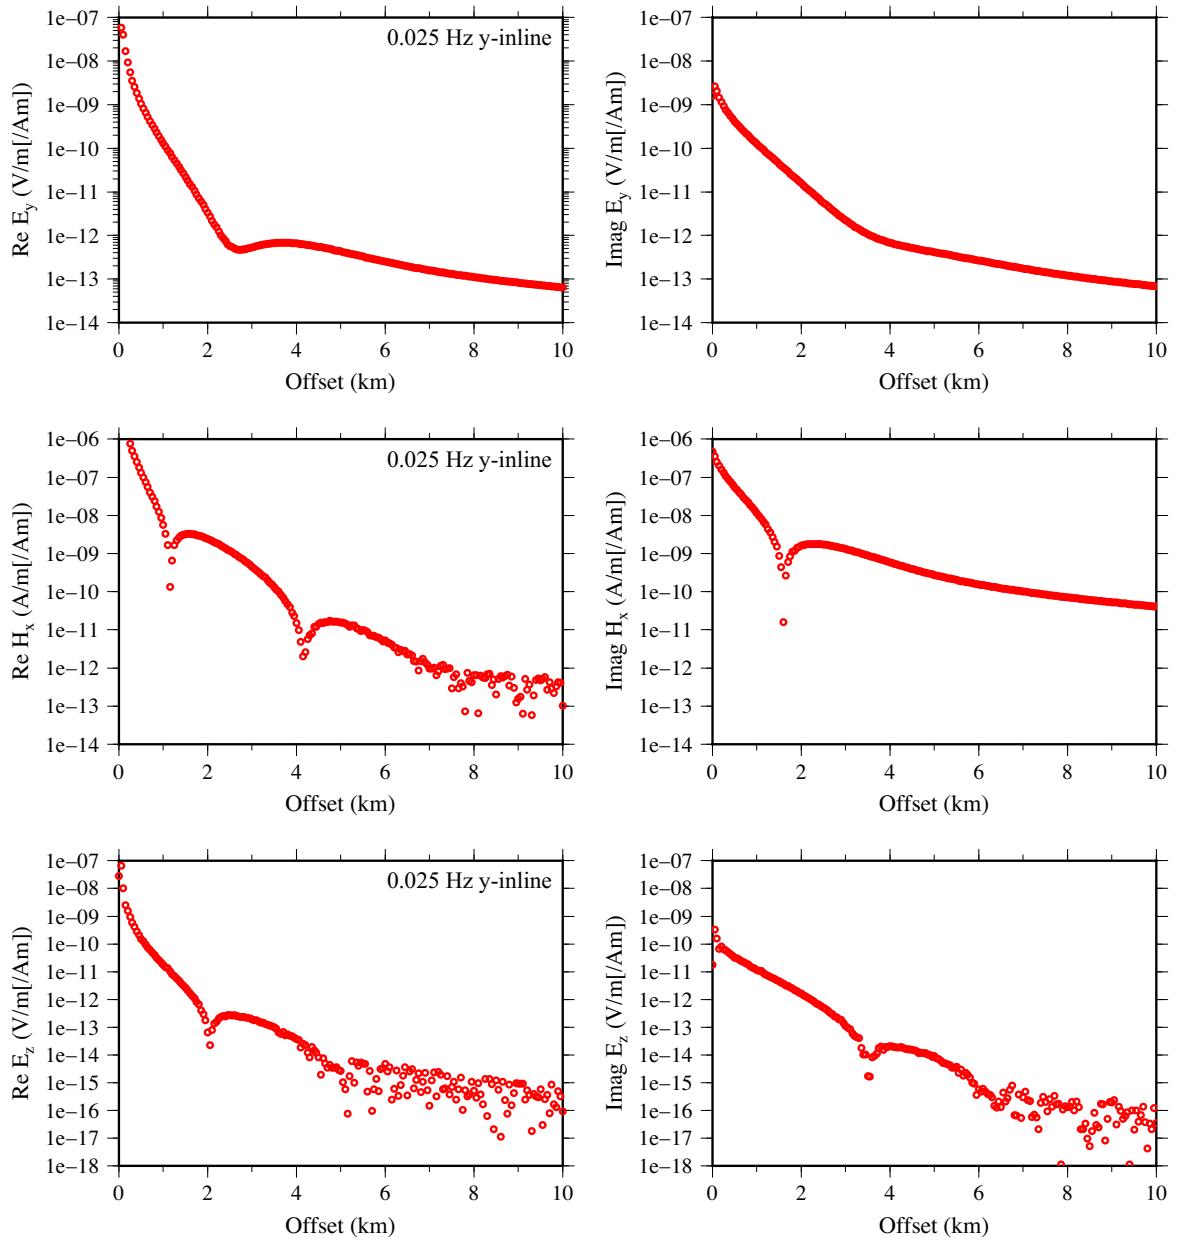 1e−07
1e−08
1e−09
1e−10
1e−11
1e−12
1e−13
1e−14
Re E_y (V/m[/Am])
0.025 Hz y-inline
0 2 4 6 8 10
Offset (km)
1e−07
1e−08
1e−09
1e−10
1e−11
1e−12
1e−13
1e−14
Imag E_y (V/m[/Am])
0 2 4 6 8 10
Offset (km)
1e−06
1e−07
1e−08
1e−09
1e−10
1e−11
1e−12
1e−13
1e−14
Re H_x (A/m[/Am])
0.025 Hz y-inline
0 2 4 6 8 10
Offset (km)
1e−06
1e−07
1e−08
1e−09
1e−10
1e−11
1e−12
1e−13
1e−14
Imag H_x (A/m[/Am])
0 2 4 6 8 10
Offset (km)
1e−07
1e−08
1e−09
1e−10
1e−11
1e−12
1e−13
1e−14
1e−15
1e−16
1e−17
1e−18
Re E_z (V/m[/Am])
0.025 Hz y-inline
0 2 4 6 8 10
Offset (km)
1e−07
1e−08
1e−09
1e−10
1e−11
1e−12
1e−13
1e−14
1e−15
1e−16
1e−17
1e−18
Imag E_z (V/m[/Am])
0 2 4 6 8 10
Offset (km)